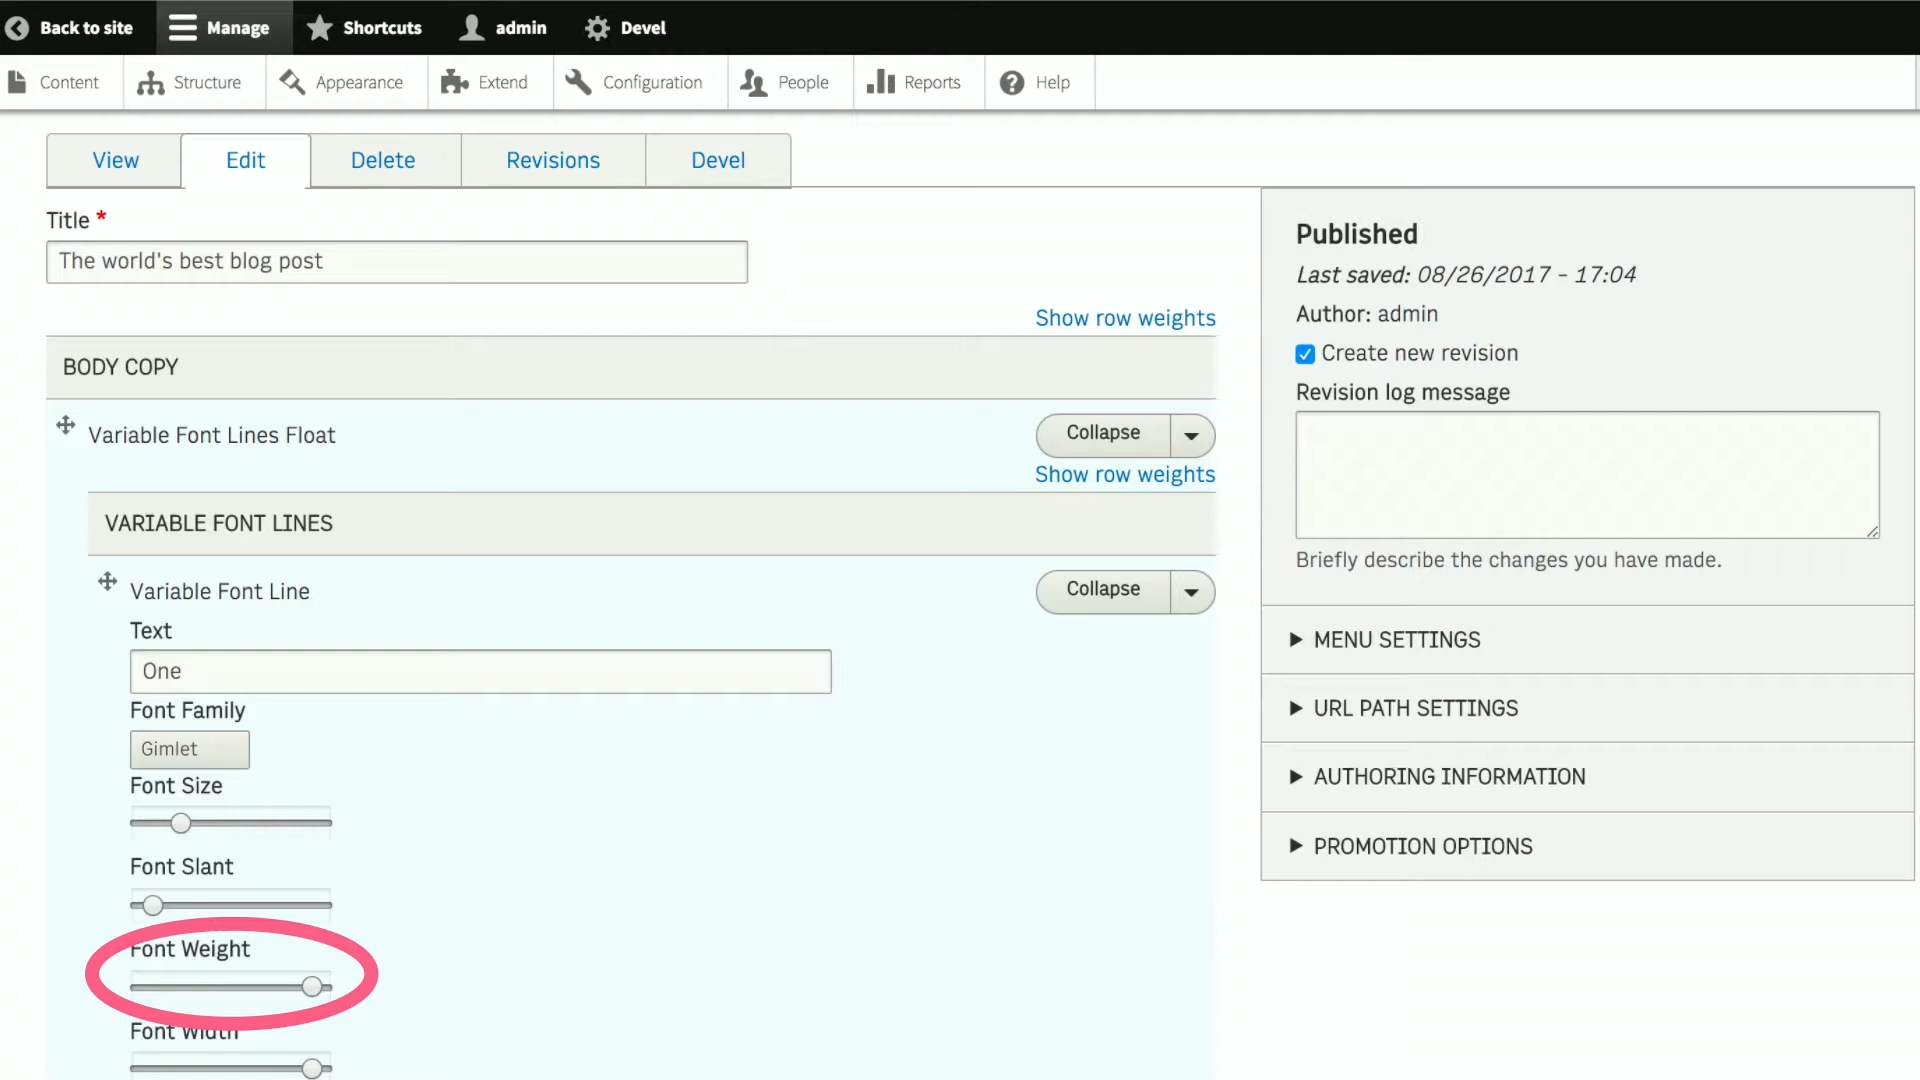 Back to site
Manage
Shortcuts
admin
Devel
Content
Structure
Appearance
Extend
Configuration
People
Reports
Help
View
Edit
Delete
Revisions
Devel
Title *
The world's best blog post
Show row weights
BODY COPY
Variable Font Lines Float
Collapse
Show row weights
VARIABLE FONT LINES
Variable Font Line
Collapse
Text
One
Font Family
Gimlet
Font Size
Font Slant
Font Weight
Font Width
Published
Last saved: 08/26/2017 - 17:04
Author: admin
Create new revision
Revision log message
Briefly describe the changes you have made.
MENU SETTINGS
URL PATH SETTINGS
AUTHORING INFORMATION
PROMOTION OPTIONS